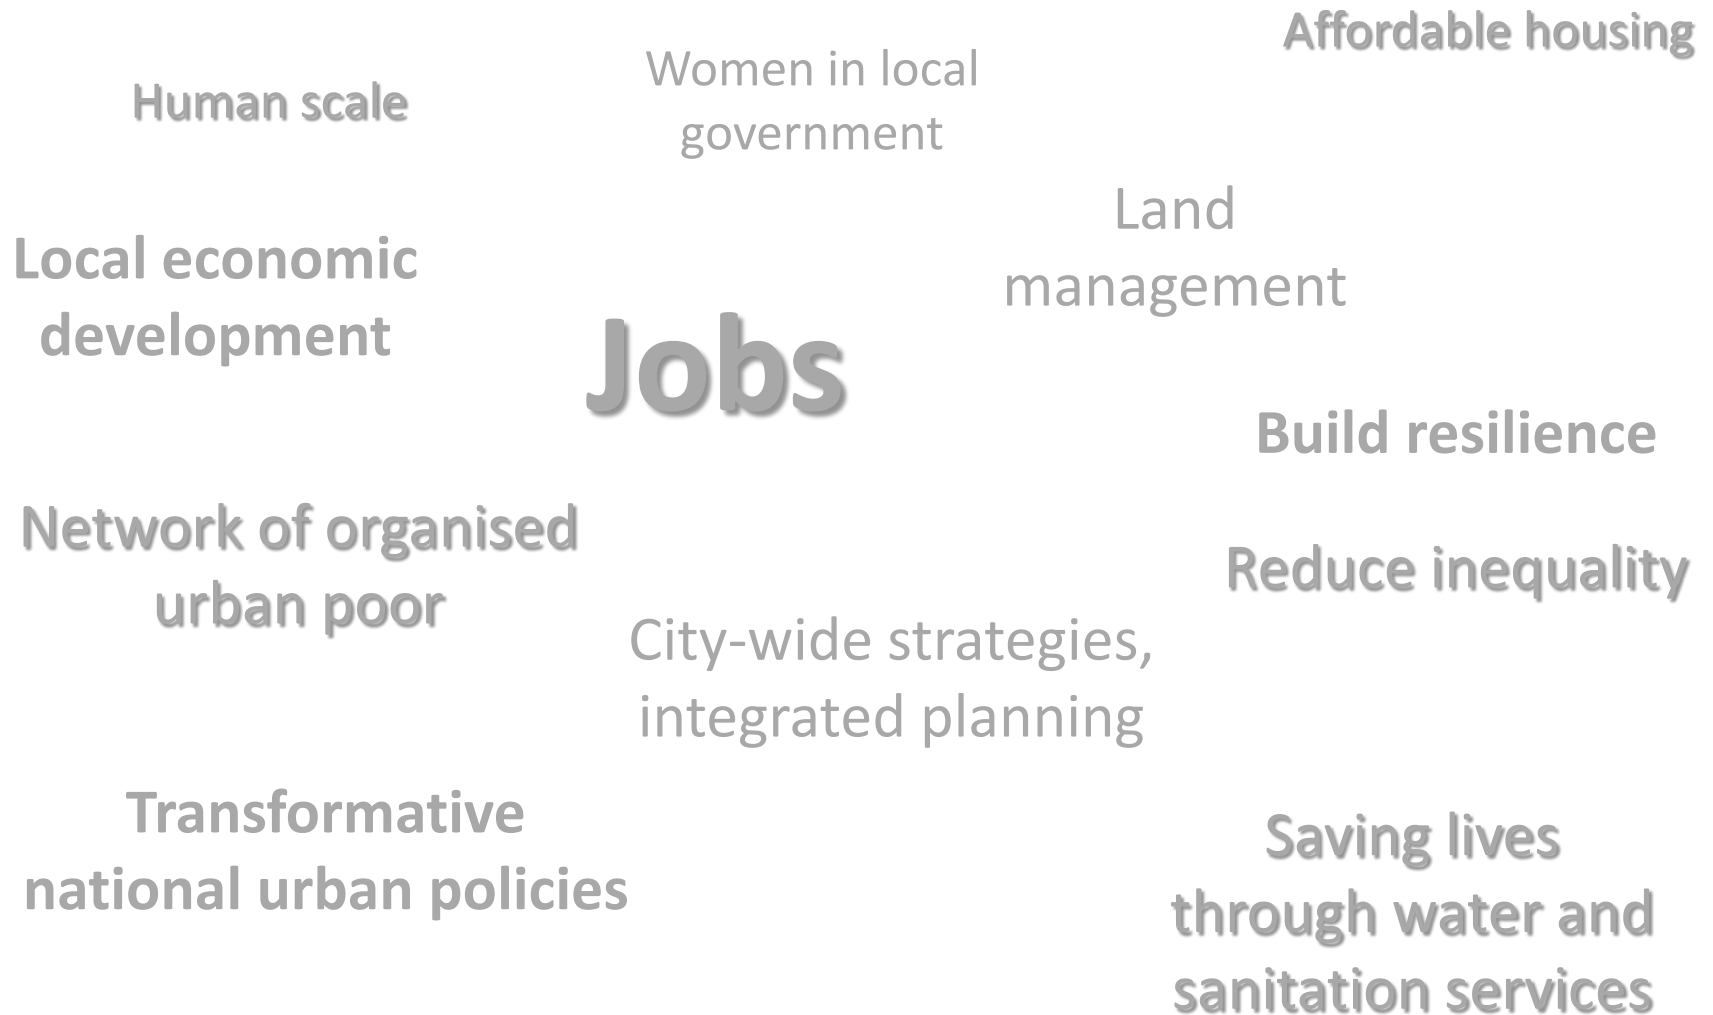 Affordable housing
Women in local
government
Human scale
Land
management
Local economic
development
Jobs
Build resilience
Network of organised
urban poor
Reduce inequality
City-wide strategies,
integrated planning
Transformative
national urban policies
Saving lives
through water and
sanitation services